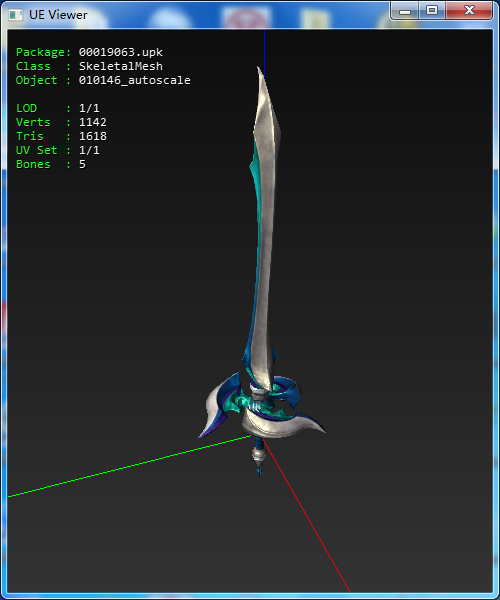 UE Viewer
Package: 00019063.upk
Class : SkeletalMesh
Object : 010146_autoscale
LOD : 1/1
Verts : 1142
Tris : 1618
UV Set : 1/1
Bones : 5